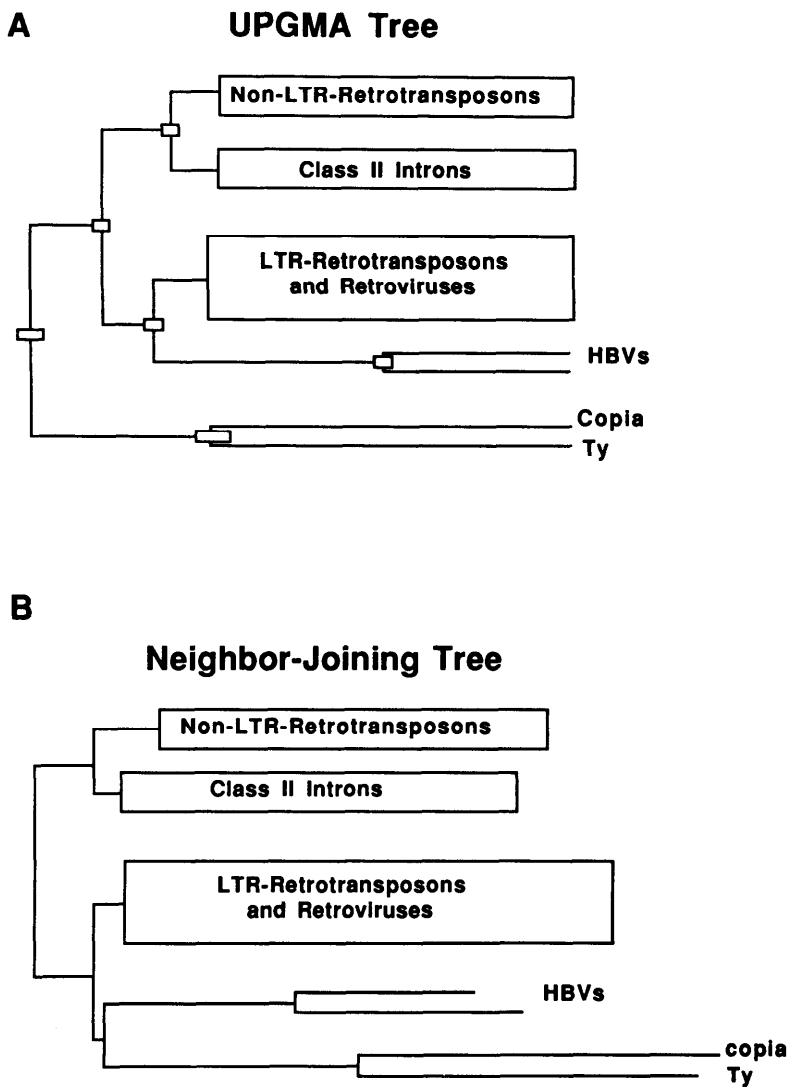 A
UPGMA Tree
Non-LTR-Retrotransposons
Class II Introns
LTR-Retrotransposons
and Retroviruses
HBVs
Copia
Ty
B
Neighbor-Joining Tree
Non-LTR-Retrotransposons
Class II Introns
LTR-Retrotransposons
and Retroviruses
HBVs
copia
Ty